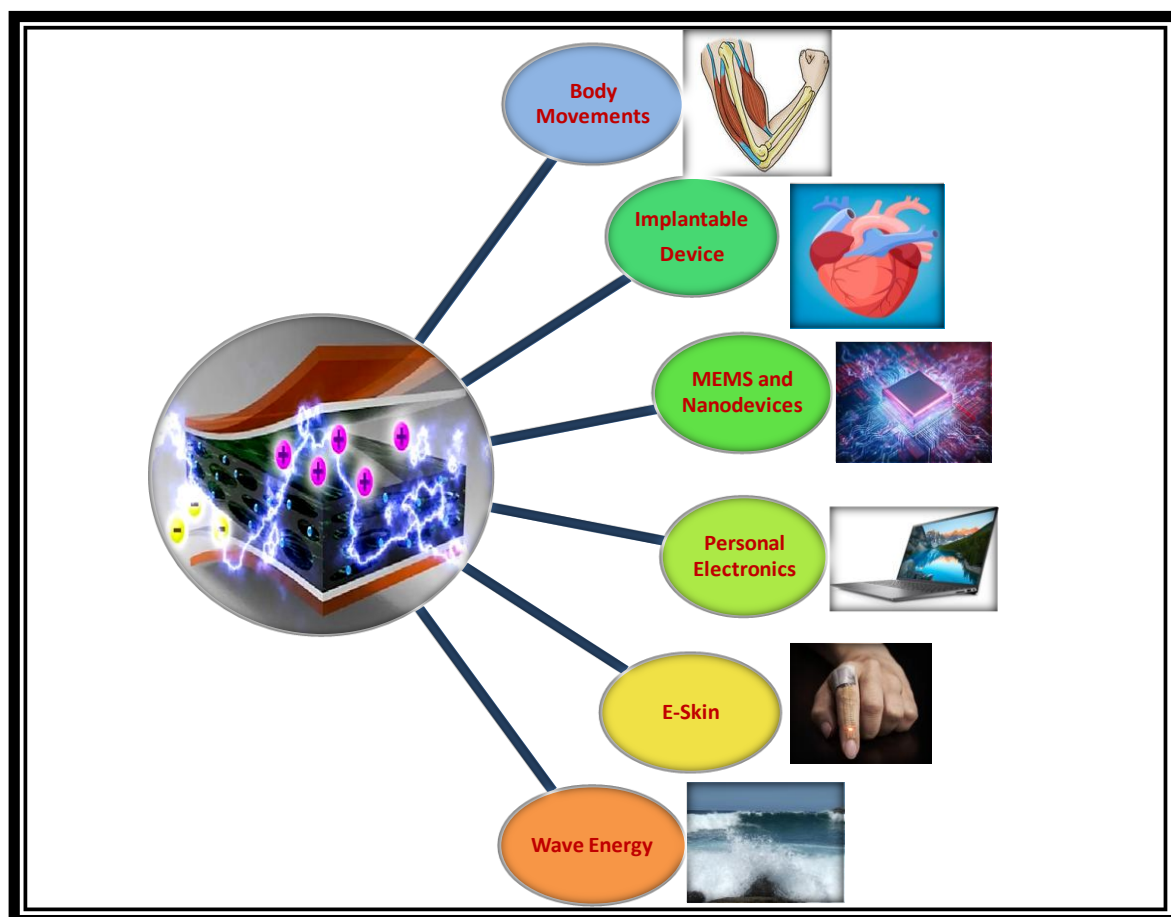 Body
Movements
Implantable
Device
MEMS and
Nanodevices
Personal
Electronics
E-Skin
Wave Energy